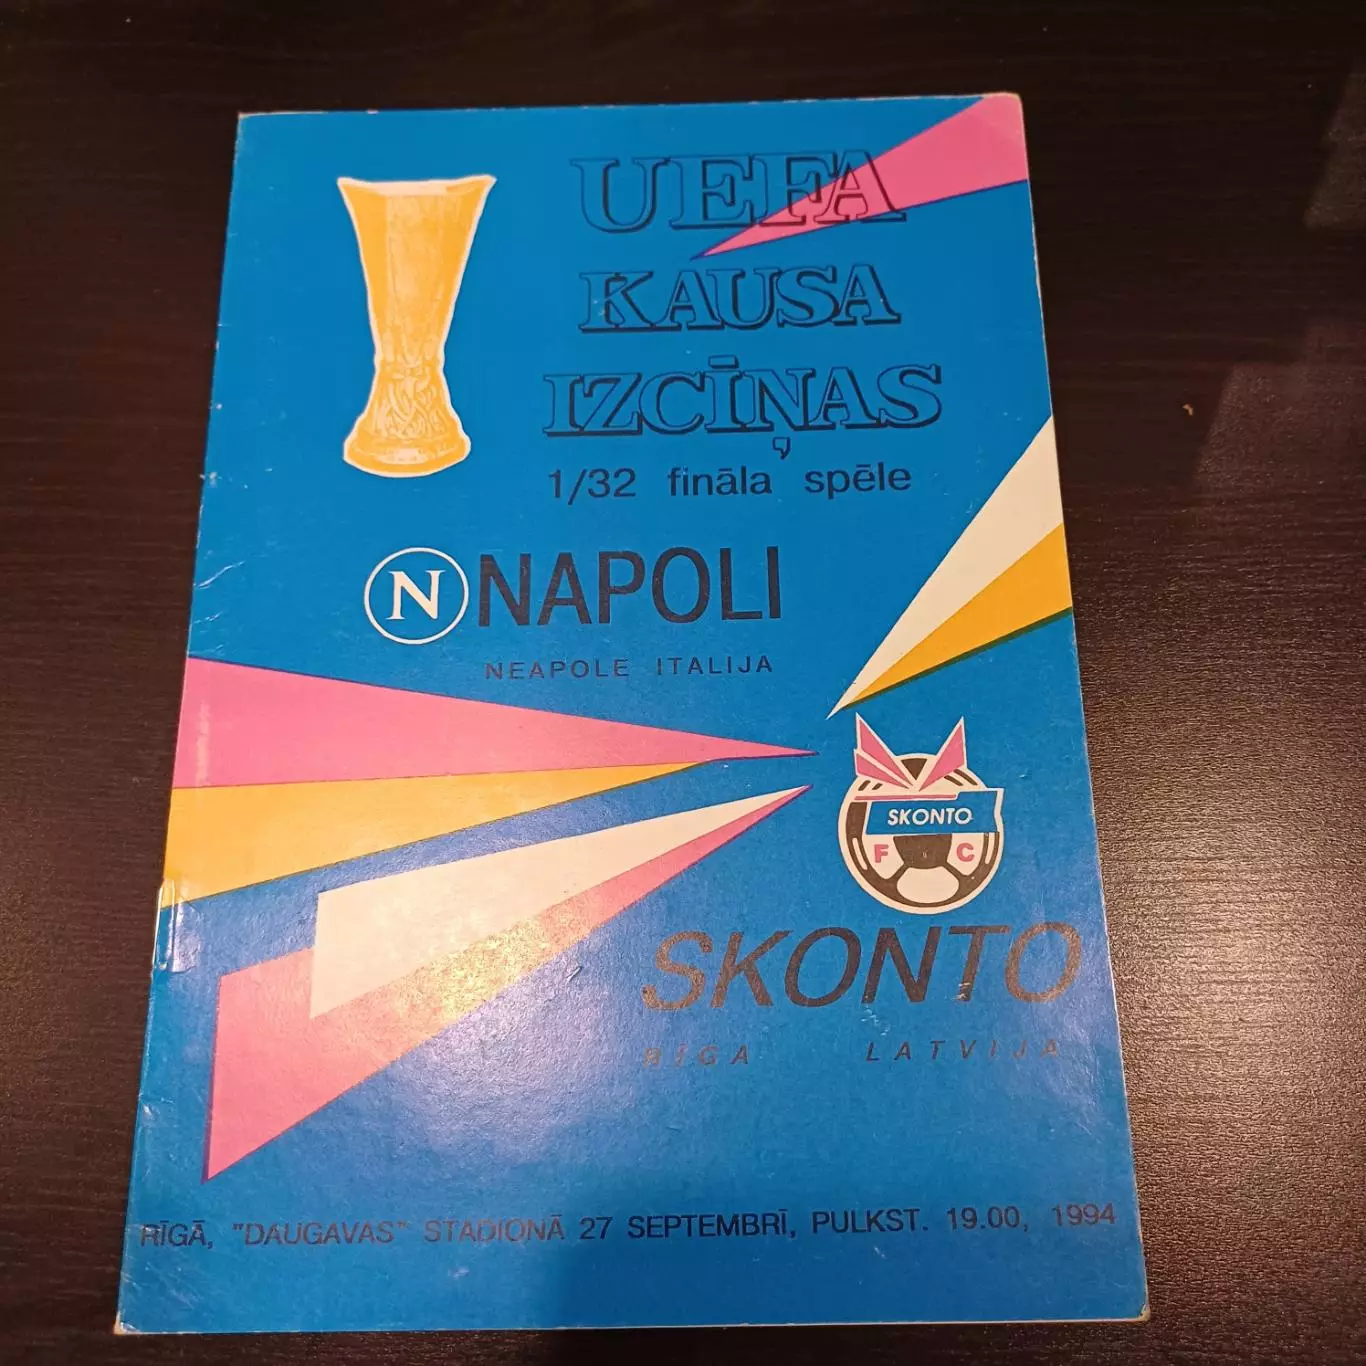 UEFA
KAUSA
IZCĪŅAS
1/32 fināla spēle
N NAPOLI
NEAPOLE ITALIJA
SKONTO
F C
SKONTO
RĪGA LATVIJA
RĪGĀ, "DAUGAVAS" STADIONĀ 27 SEPTEMBRĪ, PULKST. 19.00, 1994